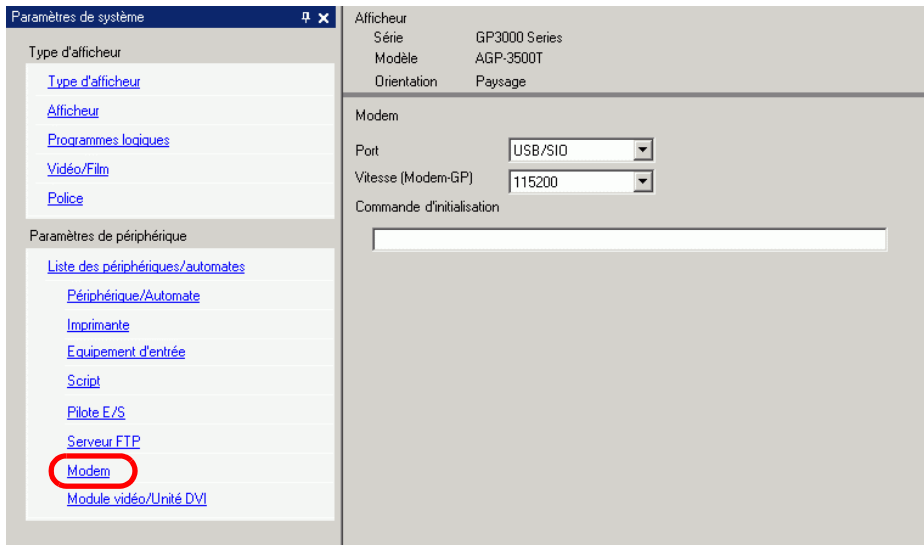 Paramètres de système
Type d'afficheur
Type d'afficheur
Afficheur
Programmes logiques
Vidéo/Film
Police
Paramètres de périphérique
Liste des périphériques/automates
Périphérique/Automate
Imprimante
Equipement d'entrée
Script
Pilote E/S
Serveur FTP
Modem
Module vidéo/Unité DVI
Afficheur
Série GP3000 Series
Modèle AGP-3500T
Orientation Paysage
Modem
Port USB/SIO
Vitesse (Modem-GP) 115200
Commande d'initialisation